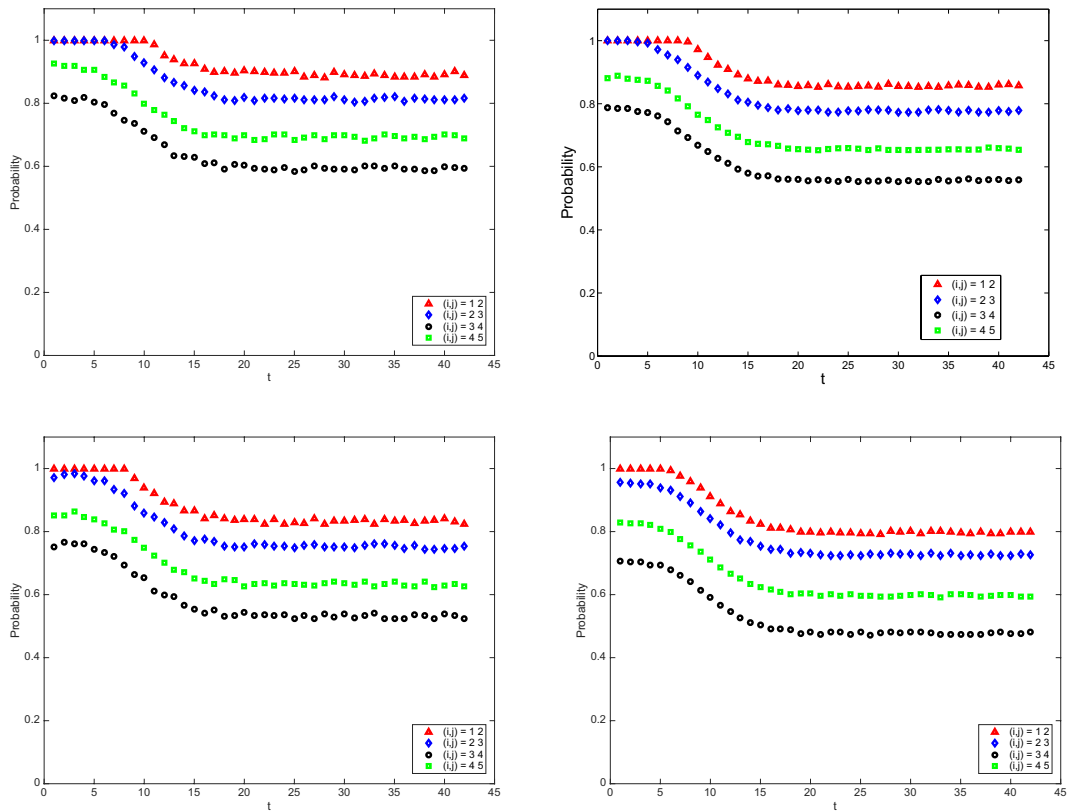 1
0.8
0.6
0.4
0.2
0
Probability
0 5 10 15 20 25 30 35 40 45
t
(i,j) = 1 2
(i,j) = 2 3
(i,j) = 3 4
(i,j) = 4 5
1
0.8
0.6
0.4
0.2
0
Probability
0 5 10 15 20 25 30 35 40 45
t
(i,j) = 1 2
(i,j) = 2 3
(i,j) = 3 4
(i,j) = 4 5
1
0.8
0.6
0.4
0.2
0
Probability
0 5 10 15 20 25 30 35 40 45
t
(i,j) = 1 2
(i,j) = 2 3
(i,j) = 3 4
(i,j) = 4 5
1
0.8
0.6
0.4
0.2
0
Probability
0 5 10 15 20 25 30 35 40 45
t
(i,j) = 1 2
(i,j) = 2 3
(i,j) = 3 4
(i,j) = 4 5